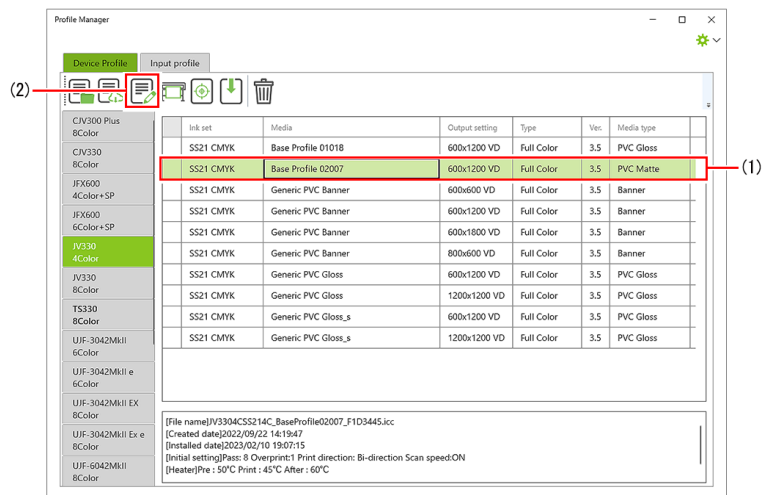 Profile Manager
Device Profile Input profile
(2)
CJV300 Plus
8Color
CJV330
8Color
JFX600
4Color+SP
JFX600
6Color+SP
JV330
4Color
JV330
8Color
TS330
8Color
UJF-3042MkII
6Color
UJF-3042MkII e
6Color
UJF-3042MkII EX
8Color
UJF-3042MkII Ex e
8Color
UJF-6042MkII
8Color
Ink set Media Output setting Type Ver. Media type
SS21 CMYK Base Profile 01018 600x1200 VD Full Color 3.5 PVC Gloss
SS21 CMYK Base Profile 02007 600x1200 VD Full Color 3.5 PVC Matte
(1)
SS21 CMYK Generic PVC Banner 600x600 VD Full Color 3.5 Banner
SS21 CMYK Generic PVC Banner 600x1200 VD Full Color 3.5 Banner
SS21 CMYK Generic PVC Banner 600x1800 VD Full Color 3.5 Banner
SS21 CMYK Generic PVC Banner 800x600 VD Full Color 3.5 Banner
SS21 CMYK Generic PVC Gloss 600x1200 VD Full Color 3.5 PVC Gloss
SS21 CMYK Generic PVC Gloss 1200x1200 VD Full Color 3.5 PVC Gloss
SS21 CMYK Generic PVC Gloss_s 600x1200 VD Full Color 3.5 PVC Gloss
SS21 CMYK Generic PVC Gloss_s 1200x1200 VD Full Color 3.5 PVC Gloss
[File name]JV3304CSS214C_BaseProfile02007_F1D3445.icc
[Created date]2022/09/22 14:19:47
[Installed date]2023/02/10 19:07:15
[Initial setting]Pass: 8 Overprint:1 Print direction: Bi-direction Scan speed:ON
[Heater]Pre : 50°C Print : 45°C After : 60°C